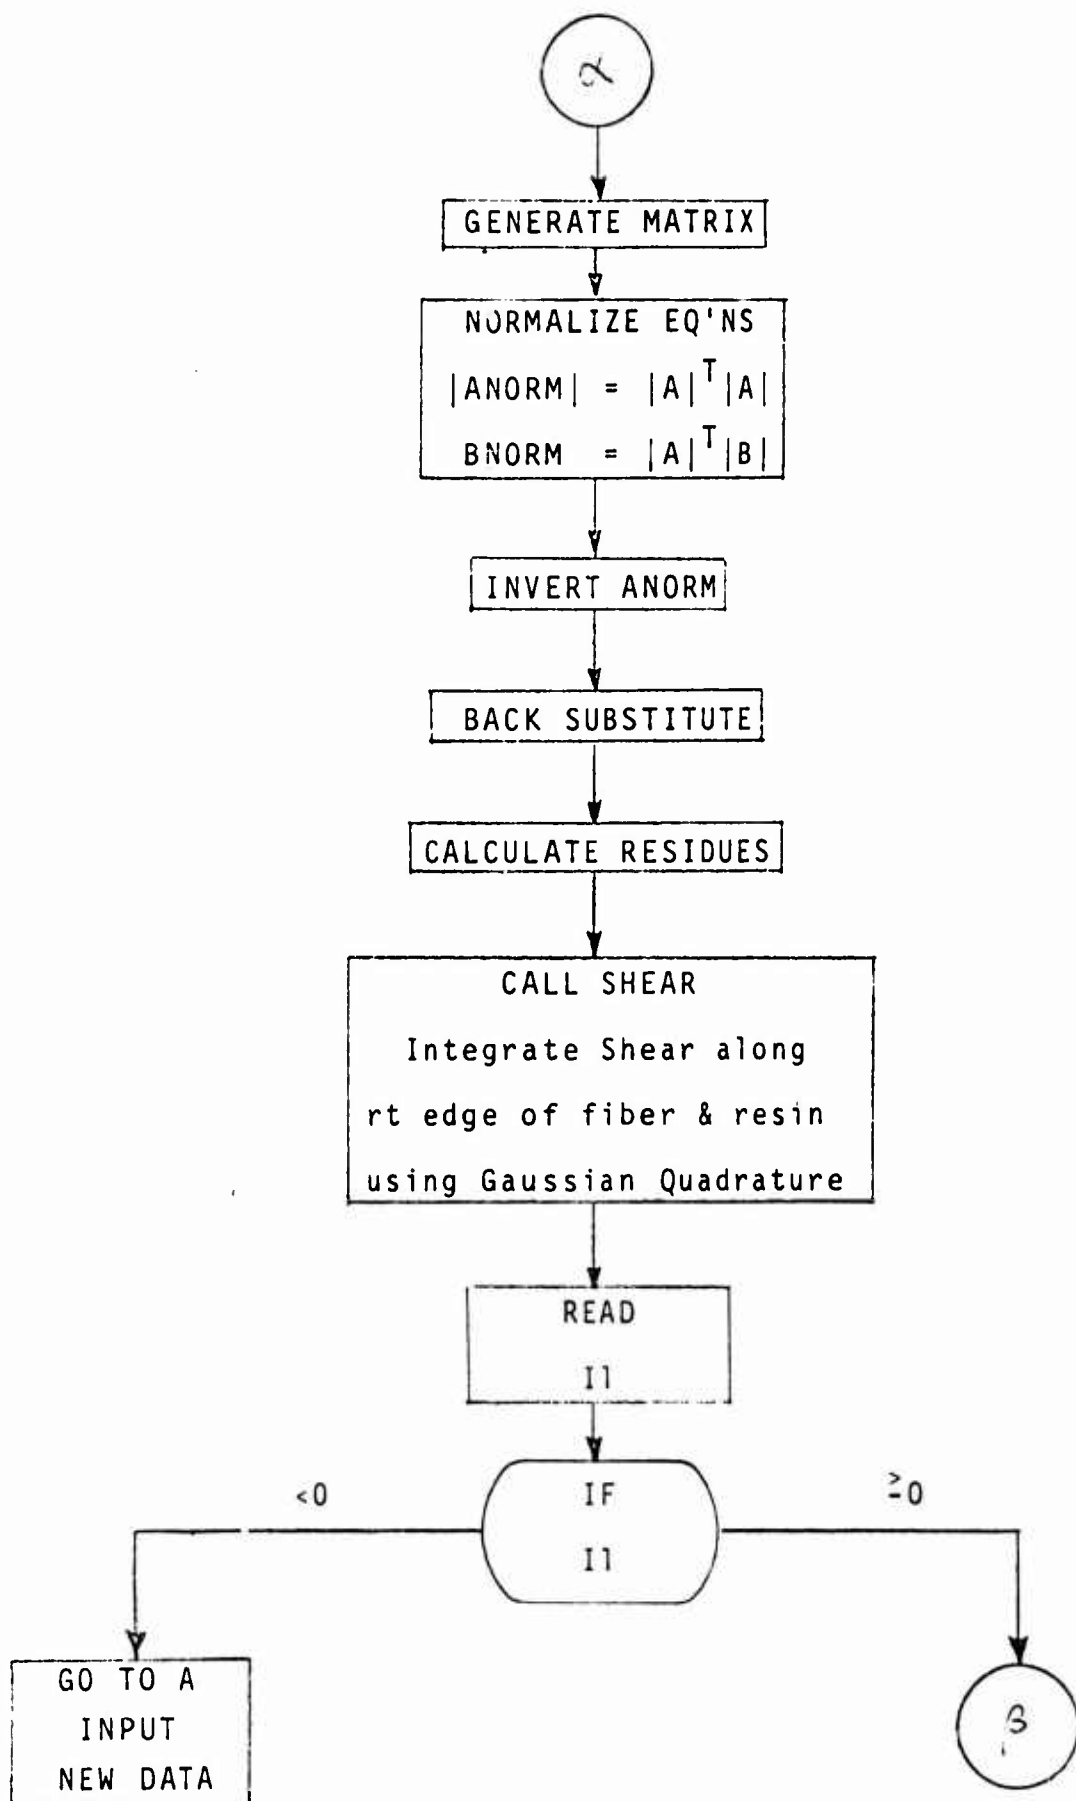 α
GENERATE MATRIX
NORMALIZE EQ'NS
|ANORM| = |A|ᵀ|A|
BNORM = |A|ᵀ|B|
INVERT ANORM
BACK SUBSTITUTE
CALCULATE RESIDUES
CALL SHEAR
Integrate Shear along
rt edge of fiber & resin
using Gaussian Quadrature
READ
I1
<0
IF
≥0
I1
GO TO A
INPUT
NEW DATA
β